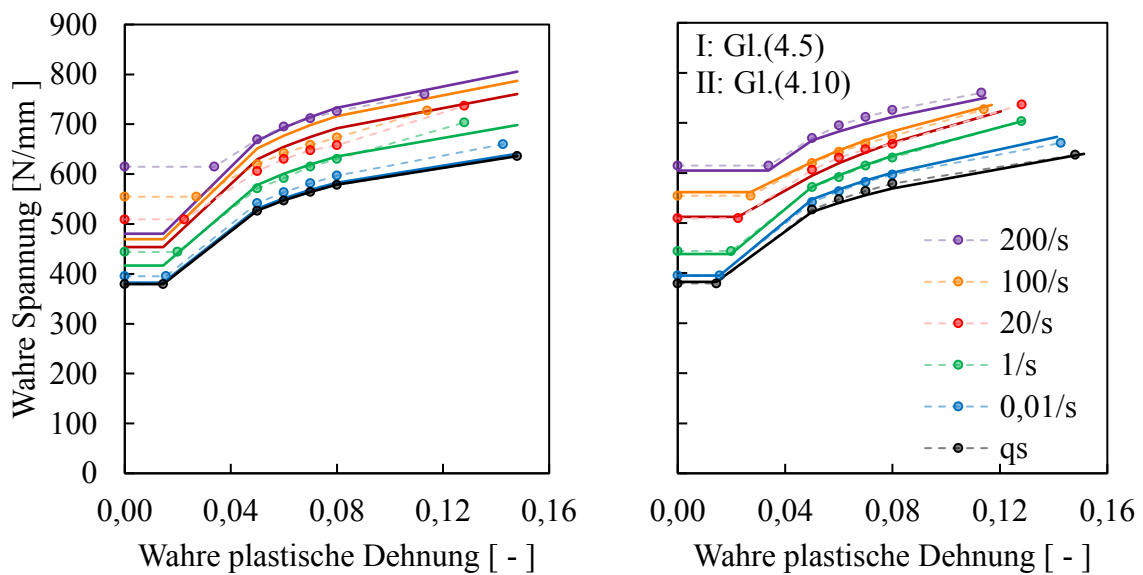 900
800
700
600
500
400
300
200
100
0
Wahre Spannung [N/mm ]
0,00 0,04 0,08 0,12 0,16
Wahre plastische Dehnung [ - ]
I: Gl.(4.5)
II: Gl.(4.10)
200/s
100/s
20/s
1/s
0,01/s
qs
0,00 0,04 0,08 0,12 0,16
Wahre plastische Dehnung [ - ]